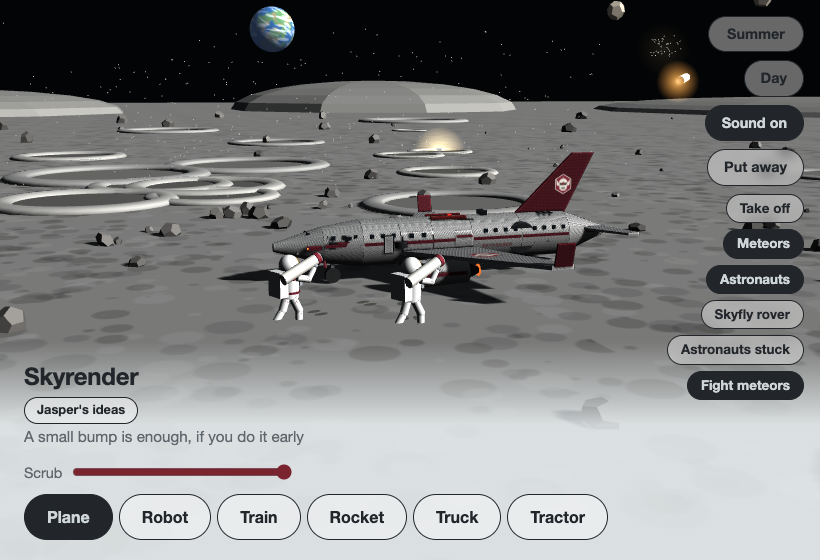 Summer
Day
Sound on
Put away
Take off
Meteors
Astronauts
Skyfly rover
Astronauts stuck
Fight meteors
Skyrender
Jasper's ideas
A small bump is enough, if you do it early
Scrub
Plane
Robot
Train
Rocket
Truck
Tractor